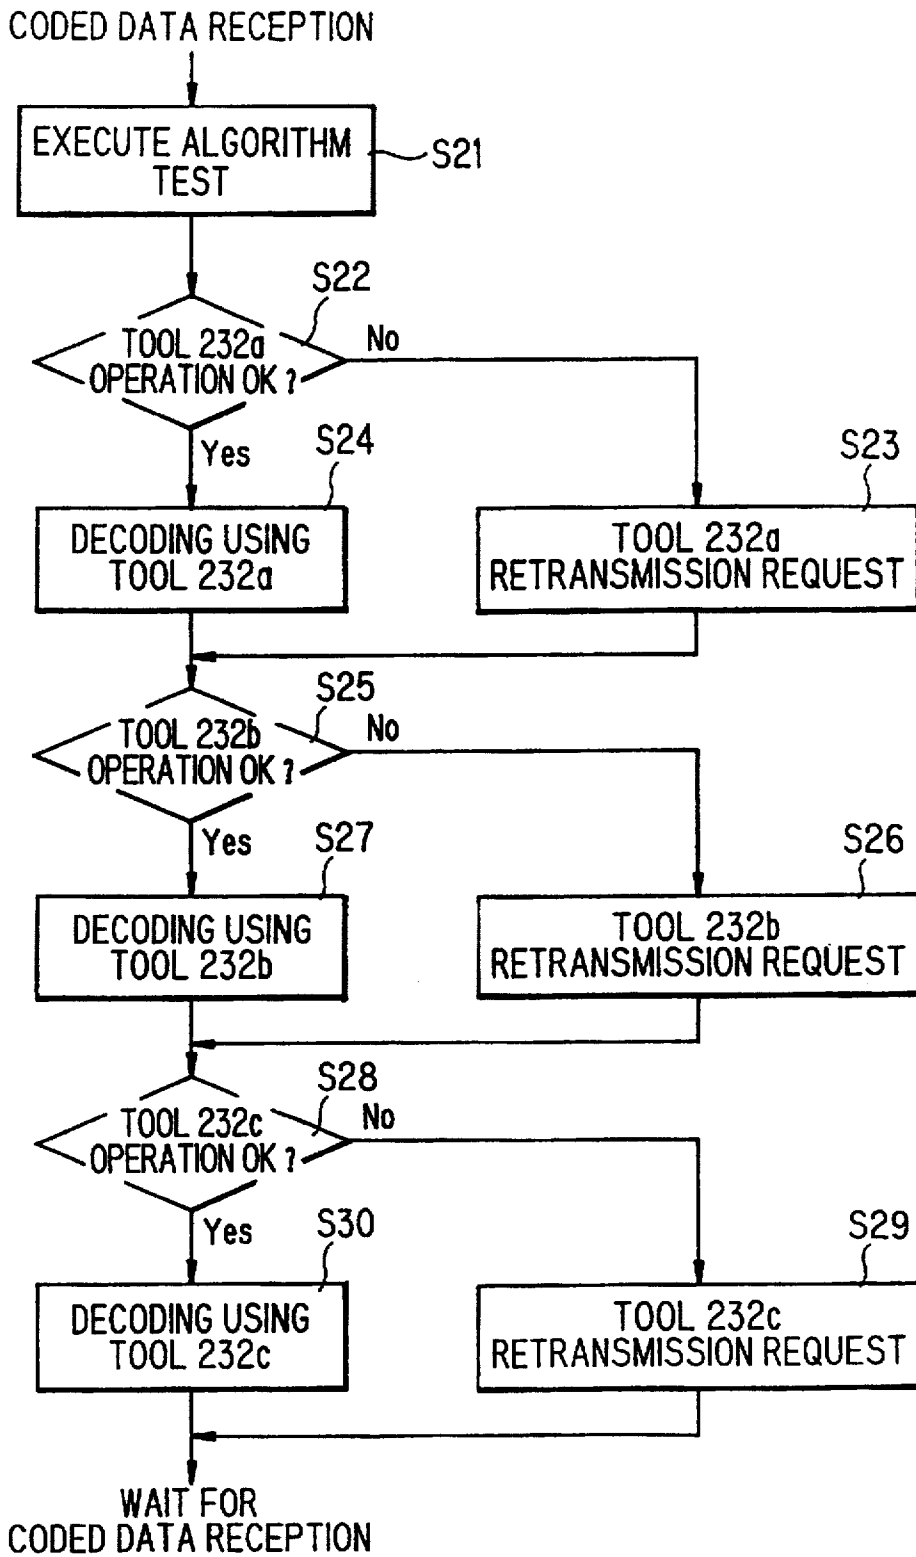 CODED DATA RECEPTION
EXECUTE ALGORITHM
TEST
S21
S22
TOOL 232a
OPERATION OK?
No
Yes
S24
S23
DECODING USING
TOOL 232a
TOOL 232a
RETRANSMISSION REQUEST
S25
TOOL 232b
OPERATION OK?
No
Yes
S27
S26
DECODING USING
TOOL 232b
TOOL 232b
RETRANSMISSION REQUEST
S28
TOOL 232c
OPERATION OK?
No
Yes
S30
S29
DECODING USING
TOOL 232c
TOOL 232c
RETRANSMISSION REQUEST
WAIT FOR
CODED DATA RECEPTION